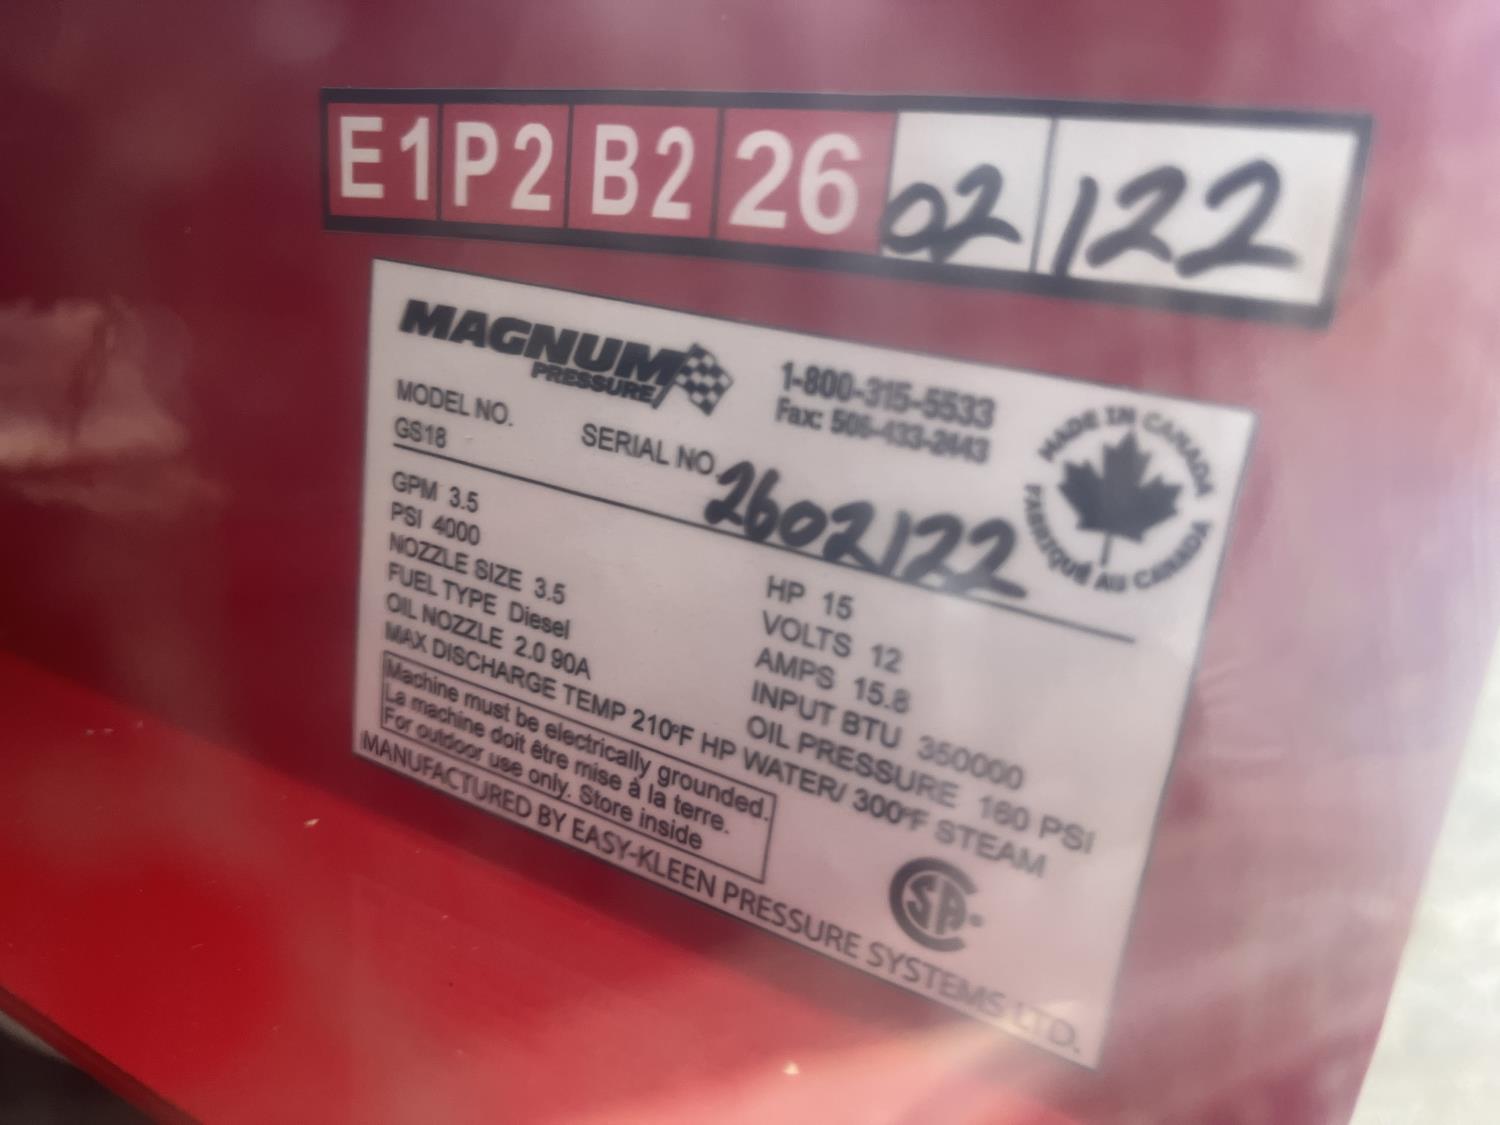 E1 P2 B2 26 02 122
MAGNUM
PRESSURE
1-800-315-5533
Fax: 506-433-2443
MADE IN CANADA
FABRIQUÉ AU CANADA
MODEL NO.
GS18
SERIAL NO 2602122
GPM 3.5
PSI 4000
NOZZLE SIZE 3.5
FUEL TYPE Diesel
OIL NOZZLE 2.0 90A
MAX DISCHARGE TEMP 210°F HP WATER/ 300°F STEAM
HP 15
VOLTS 12
AMPS 15.8
INPUT BTU 350000
OIL PRESSURE 160 PSI
Machine must be electrically grounded.
La machine doit être mise à la terre.
For outdoor use only. Store inside
CSA
MANUFACTURED BY EASY-KLEEN PRESSURE SYSTEMS LTD.